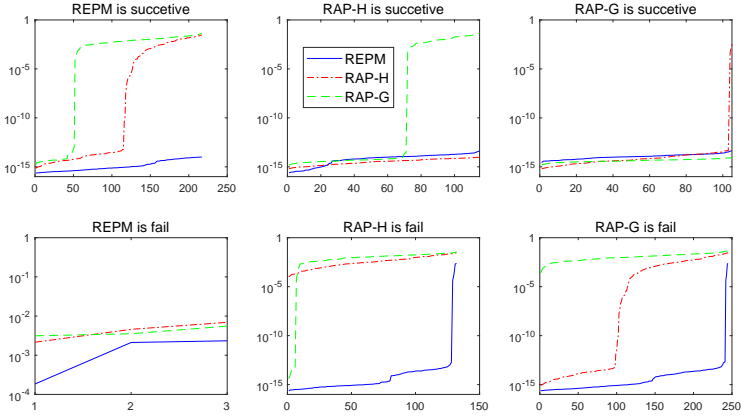 REPM is succetive
RAP-H is succetive
RAP-G is succetive
1
10^-5
10^-10
10^-15
0 50 100 150 200 250
1
10^-5
10^-10
10^-15
0 20 40 60 80 100
REPM
RAP-H
RAP-G
1
10^-5
10^-10
10^-15
0 20 40 60 80 100
REPM is fail
RAP-H is fail
RAP-G is fail
1
10^-2
10^-3
10^-4
1 2 3
1
10^-5
10^-10
10^-15
0 50 100 150
1
10^-5
10^-10
10^-15
0 50 100 150 200 250